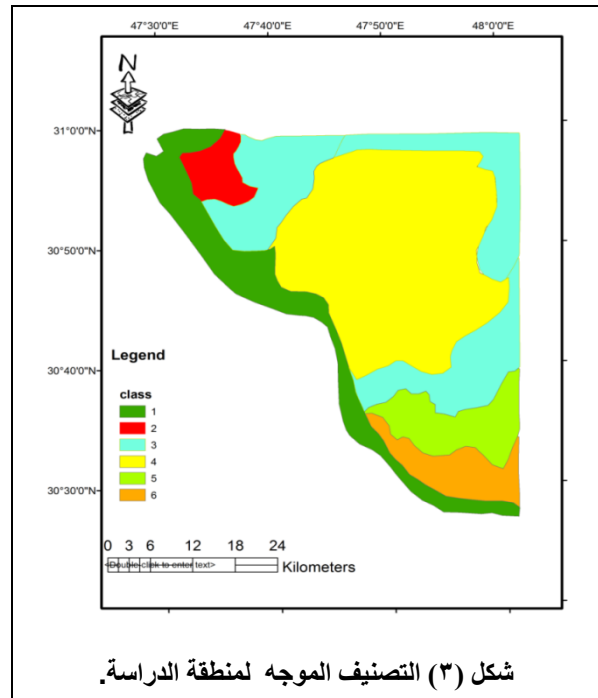 47°30'0"E 47°40'0"E 47°50'0"E 48°0'0"E
N
31°0'0"N
30°50'0"N
30°40'0"N
30°30'0"N
Legend
class
1
2
3
4
5
6
0 3 6 12 18 24
<Double-click to enter text>
Kilometers
شكل (٣) التصنيف الموجه لمنطقة الدراسة.